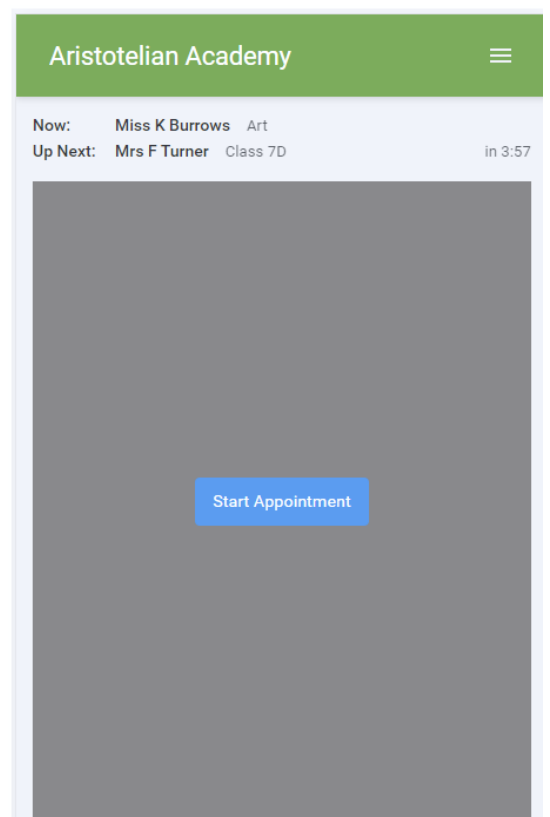 Aristotelian Academy
Now: Miss K Burrows Art
Up Next: Mrs F Turner Class 7D in 3:57
Start Appointment